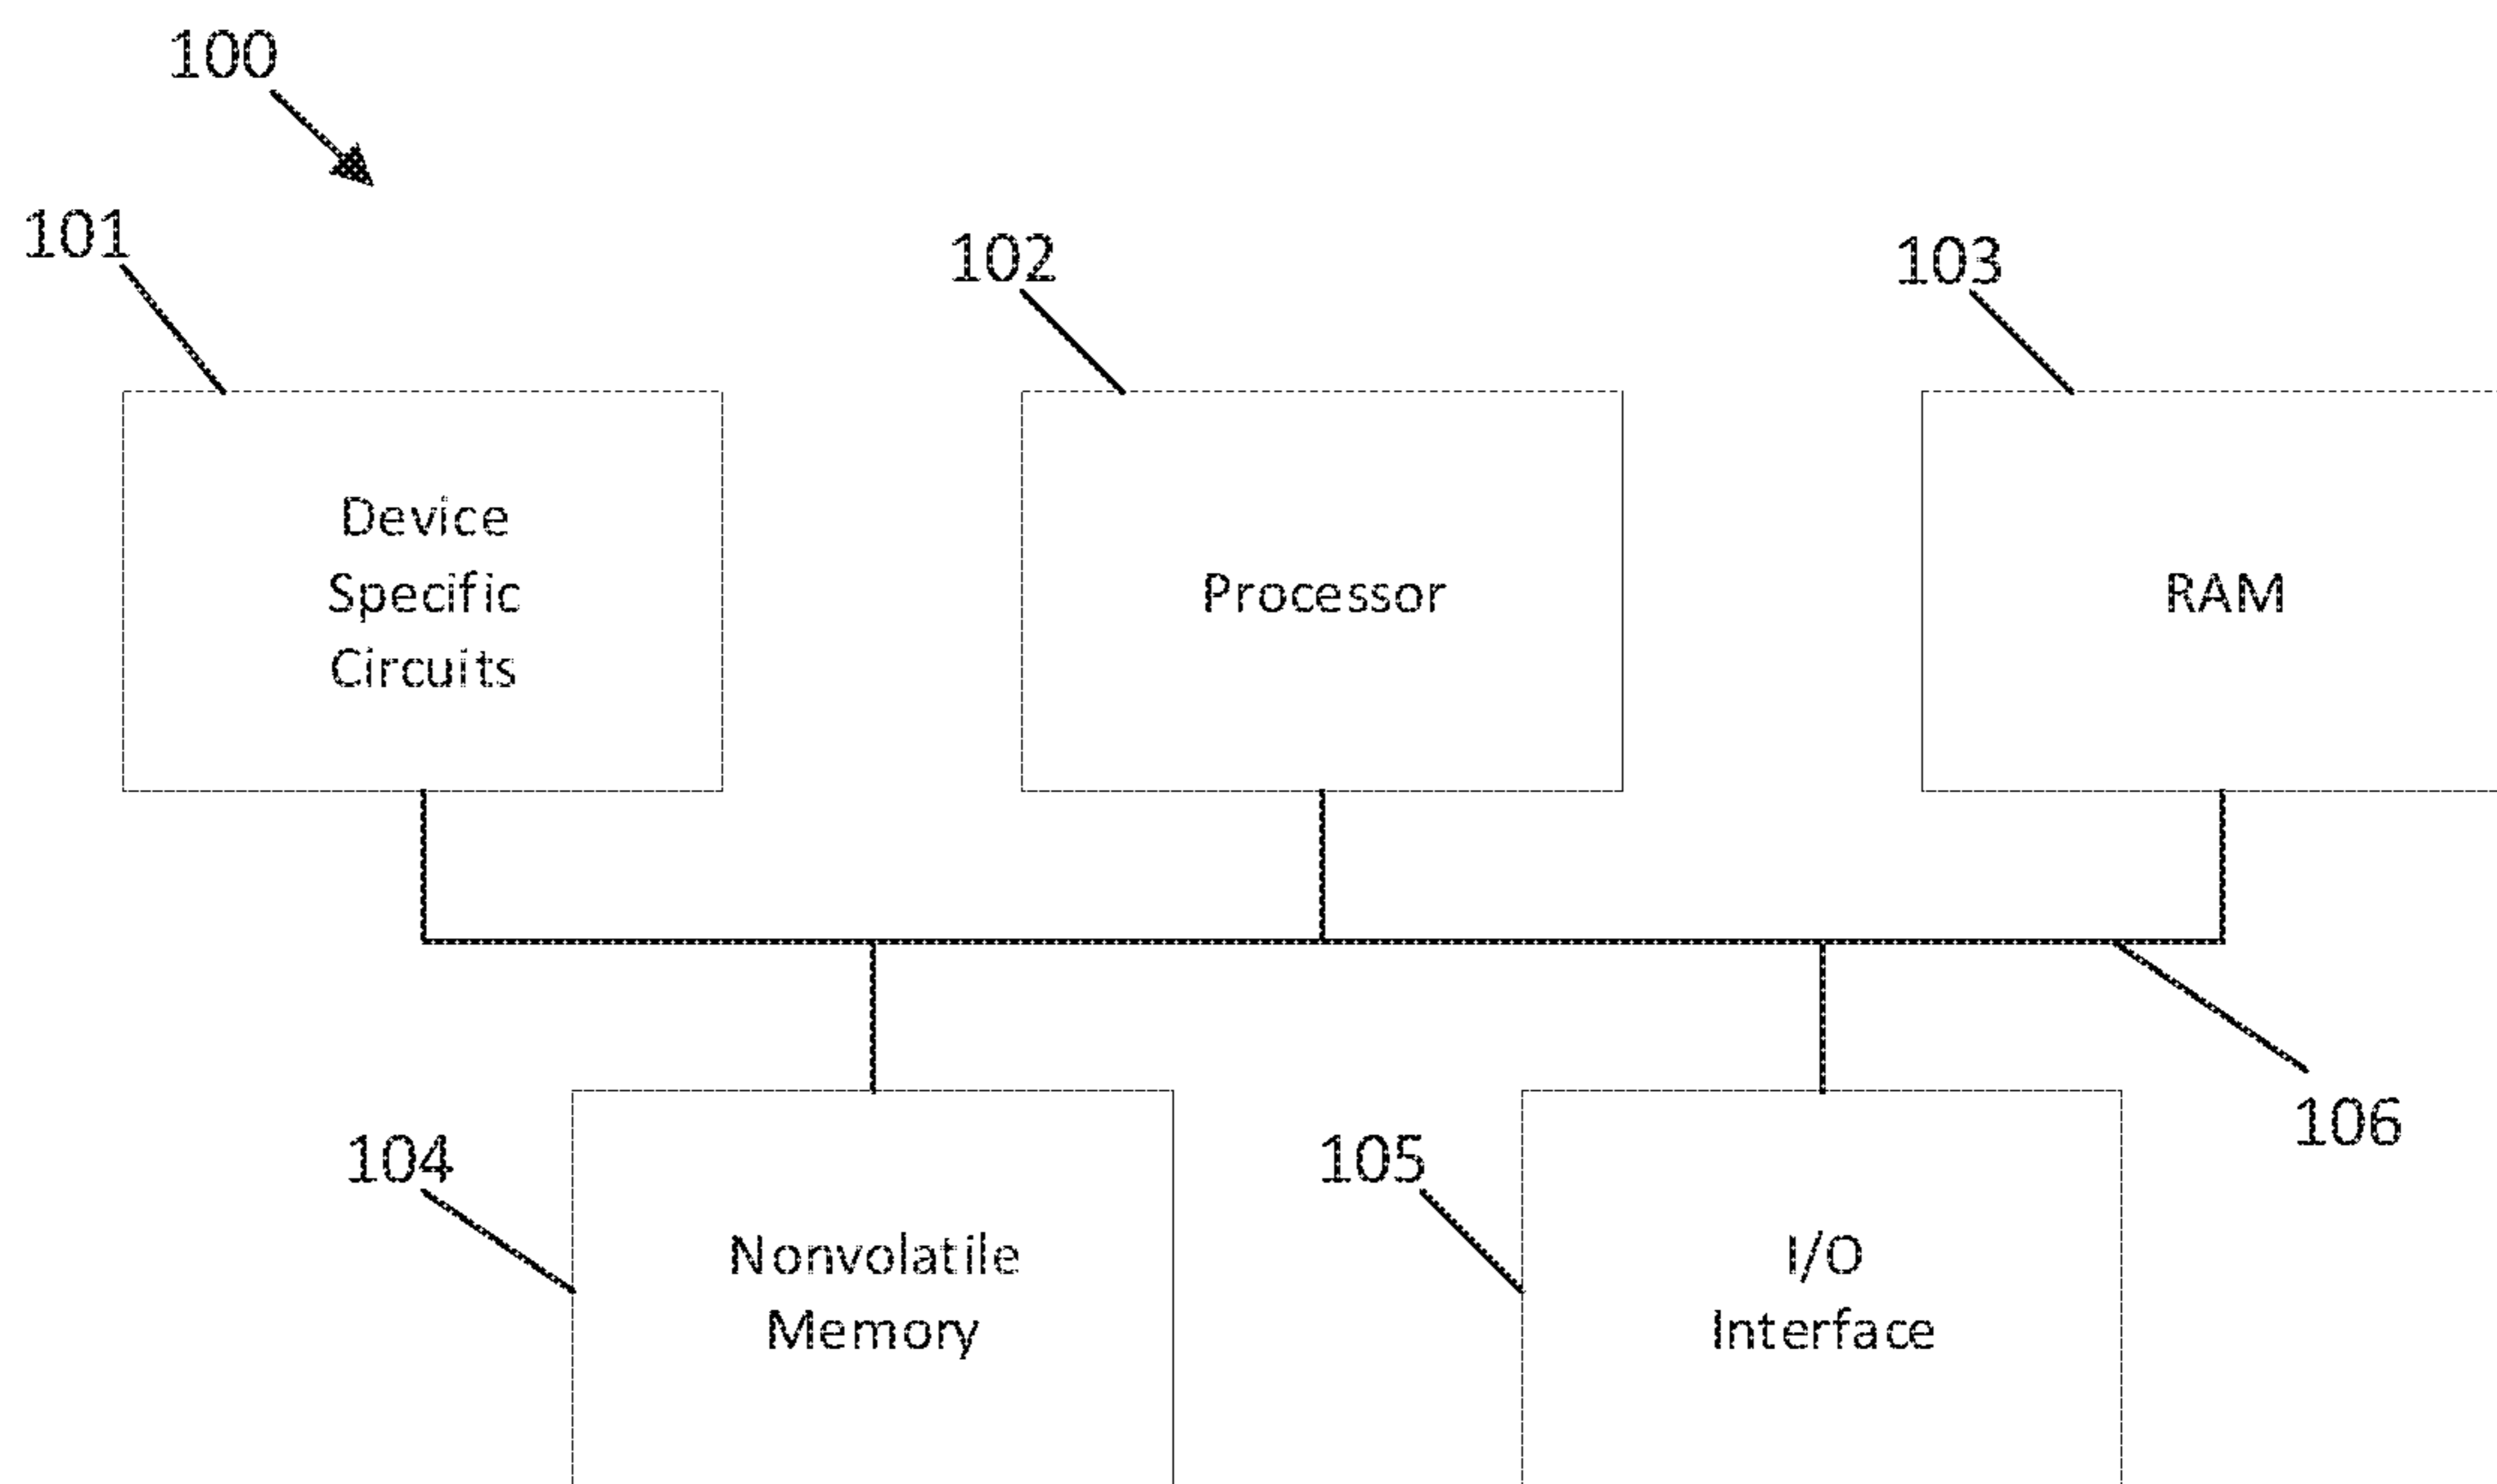 100
101
102
103
Device
Specific
Circuits
Processor
RAM
106
104
105
Nonvolatile
Memory
I/O
Interface